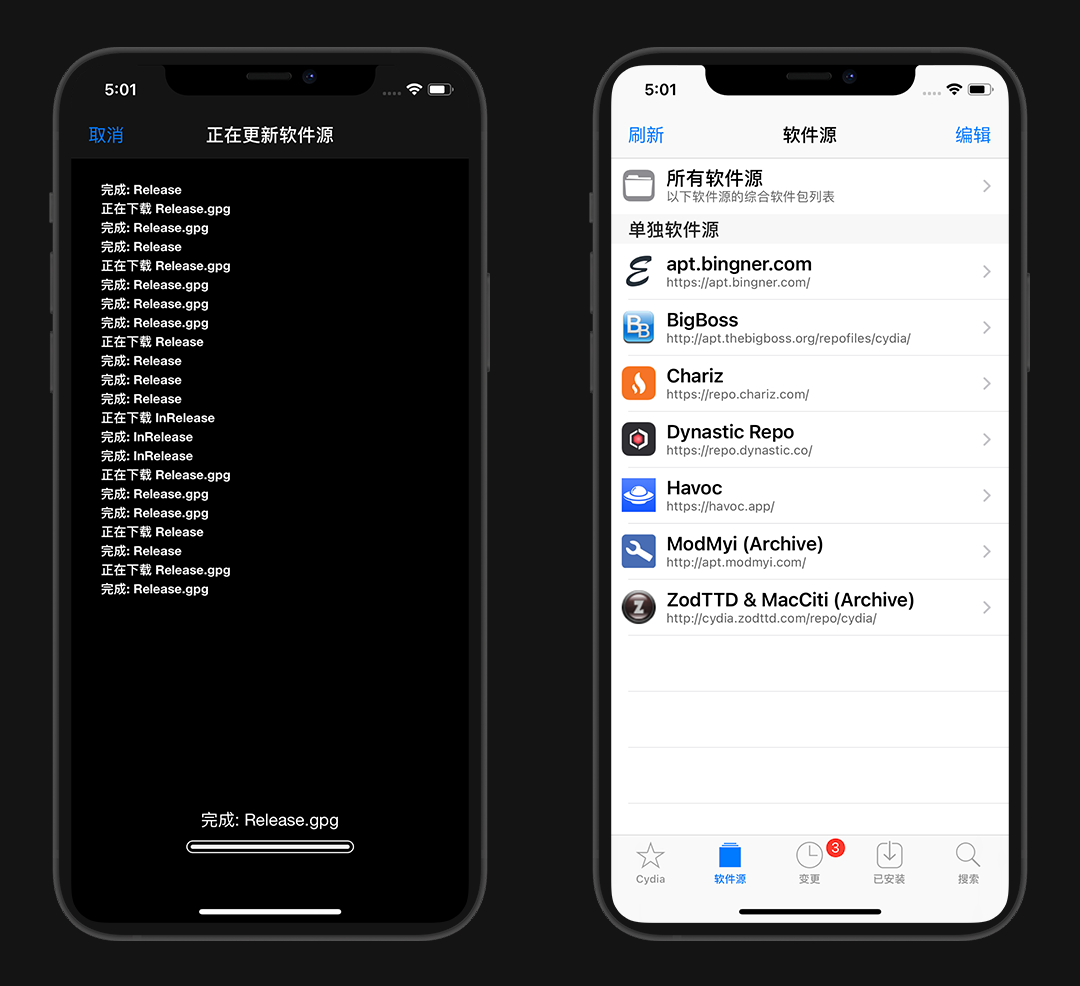 5:01
取消
正在更新软件源
完成: Release
正在下载 Release.gpg
完成: Release.gpg
完成: Release
正在下载 Release.gpg
完成: Release.gpg
完成: Release.gpg
完成: Release.gpg
正在下载 Release
完成: Release
完成: Release
完成: Release
正在下载 InRelease
完成: InRelease
完成: InRelease
正在下载 Release.gpg
完成: Release.gpg
完成: Release.gpg
正在下载 Release
完成: Release
正在下载 Release.gpg
完成: Release.gpg
完成: Release.gpg
5:01
刷新
软件源
编辑
所有软件源
以下软件源的综合软件包列表
单独软件源
apt.bingner.com
https://apt.bingner.com/
BB
BigBoss
http://apt.thebigboss.org/repofiles/cydia/
Chariz
https://repo.chariz.com/
Dynastic Repo
https://repo.dynastic.co/
Havoc
https://havoc.app/
ModMyi (Archive)
http://apt.modmyi.com/
Z
ZodTTD & MacCiti (Archive)
http://cydia.zodttd.com/repo/cydia/
Cydia
软件源
3
变更
已安装
搜索